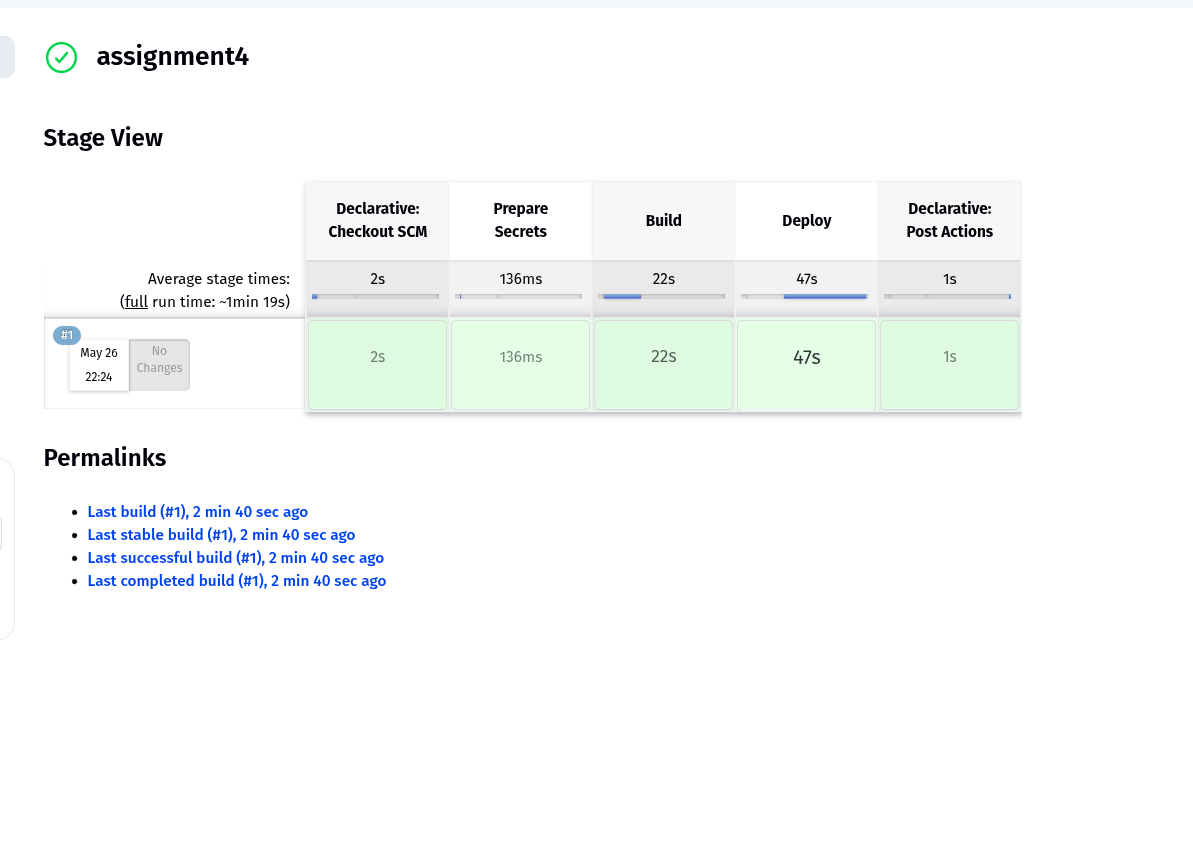 assignment4
Stage View
Declarative:
Checkout SCM
Prepare
Secrets
Build
Deploy
Declarative:
Post Actions
Average stage times:
(full run time: ~1min 19s)
2s
136ms
22s
47s
1s
#1
May 26
22:24
No
Changes
2s
136ms
22s
47s
1s
Permalinks
Last build (#1), 2 min 40 sec ago
Last stable build (#1), 2 min 40 sec ago
Last successful build (#1), 2 min 40 sec ago
Last completed build (#1), 2 min 40 sec ago